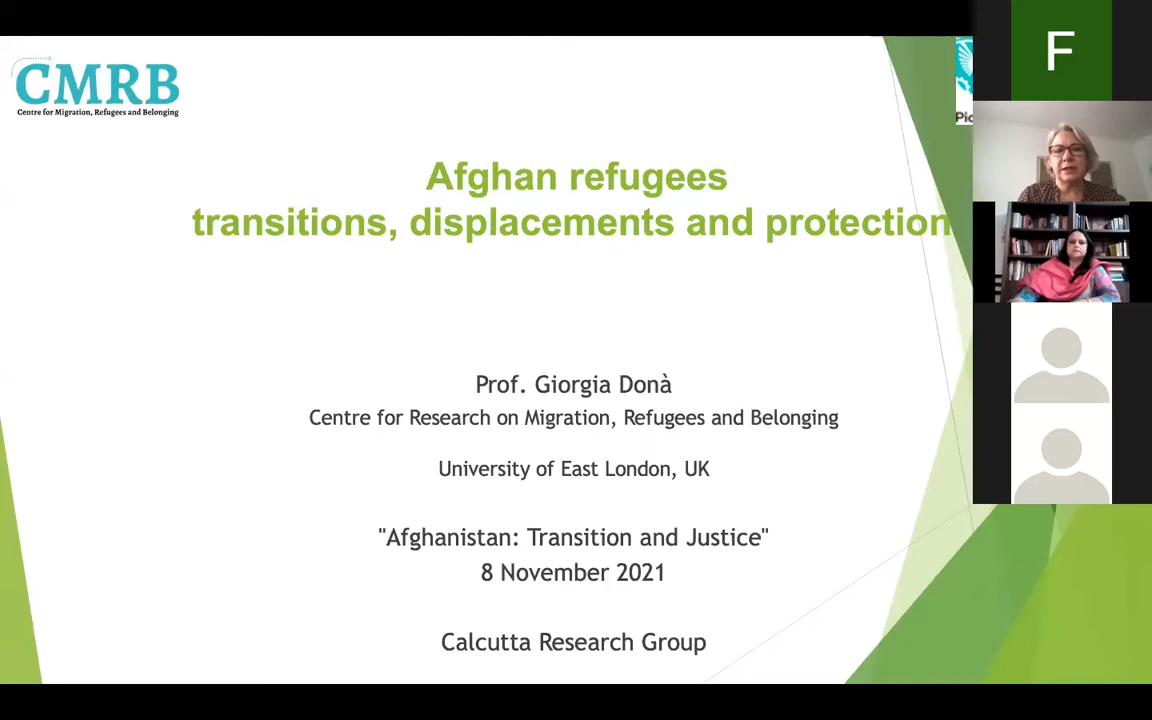 CMRB
Centre for Migration, Refugees and Belonging
F
Afghan refugees
transitions, displacements and protection
Prof. Giorgia Donà
Centre for Research on Migration, Refugees and Belonging
University of East London, UK
"Afghanistan: Transition and Justice"
8 November 2021
Calcutta Research Group